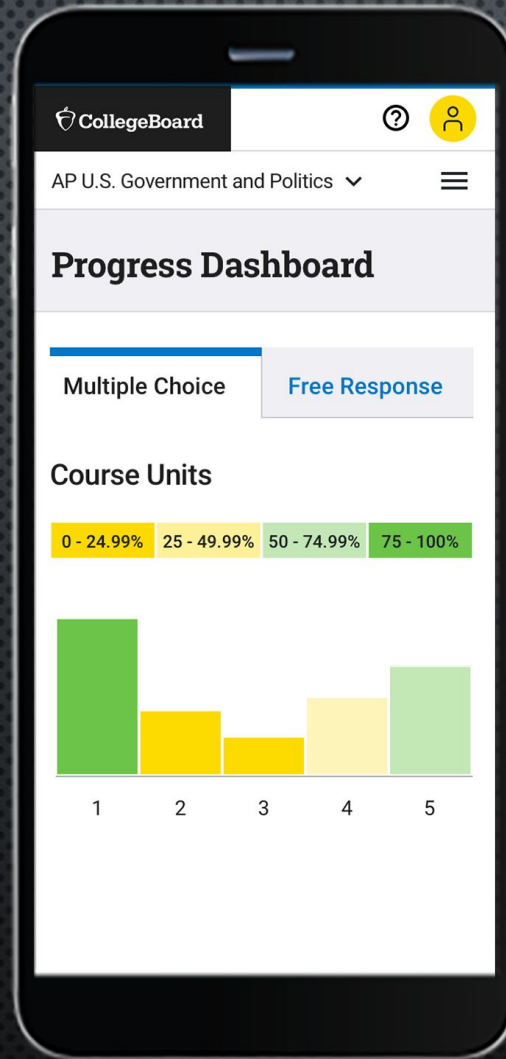 CollegeBoard
AP U.S. Government and Politics
Progress Dashboard
Multiple Choice Free Response
Course Units
0 - 24.99% 25 - 49.99% 50 - 74.99% 75 - 100%
1 2 3 4 5